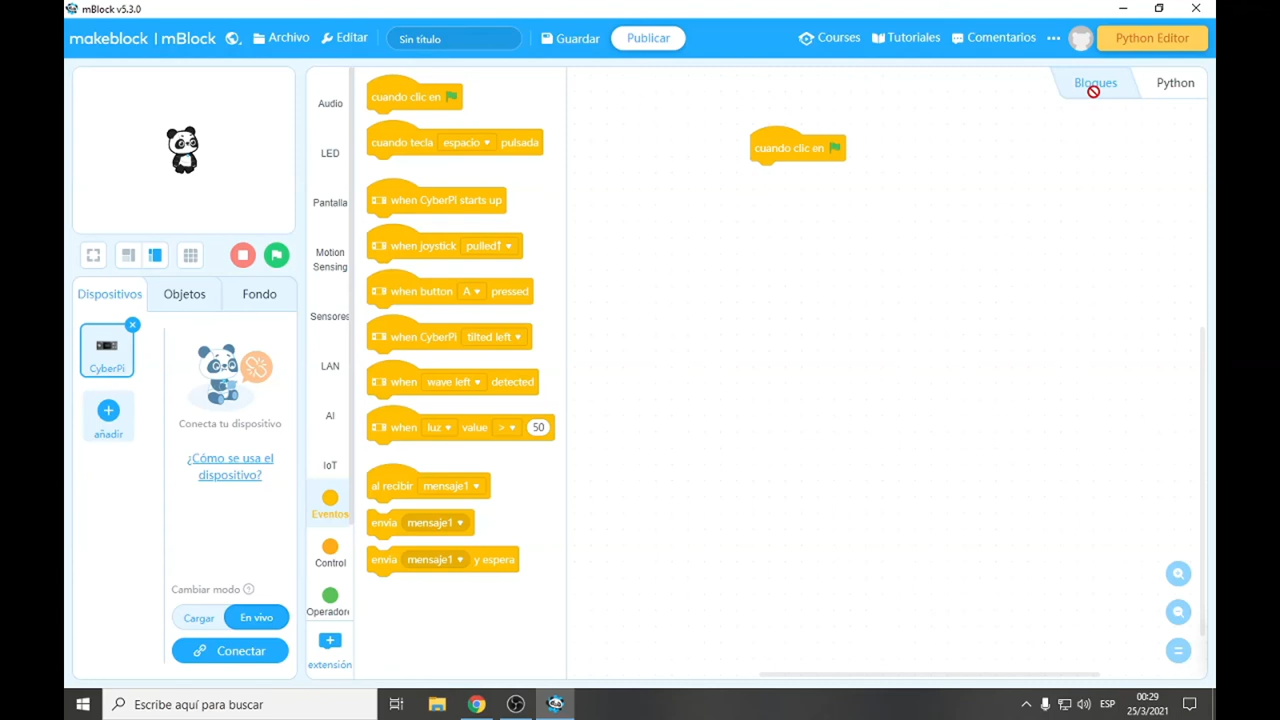 mBlock v5.3.0
makeblock | mBlock Archivo Editar Sin título Guardar Publicar Courses Tutoriales Comentarios ... Python Editor
Bloques Python
Audio
LED
Pantalla
Motion
Sensing
Sensores
LAN
AI
IoT
Eventos
Control
Operadore
extensión
cuando clic en
cuando tecla espacio pulsada
when CyberPi starts up
when joystick pulled↑
when button A pressed
when CyberPi tilted left
when wave left detected
when luz value > 50
al recibir mensaje1
envía mensaje1
envía mensaje1 y espera
cuando clic en
Dispositivos Objetos Fondo
CyberPi
añadir
Conecta tu dispositivo
¿Cómo se usa el
dispositivo?
Cambiar modo ?
Cargar En vivo
Conectar
Escribe aquí para buscar
ESP
00:29
25/3/2021